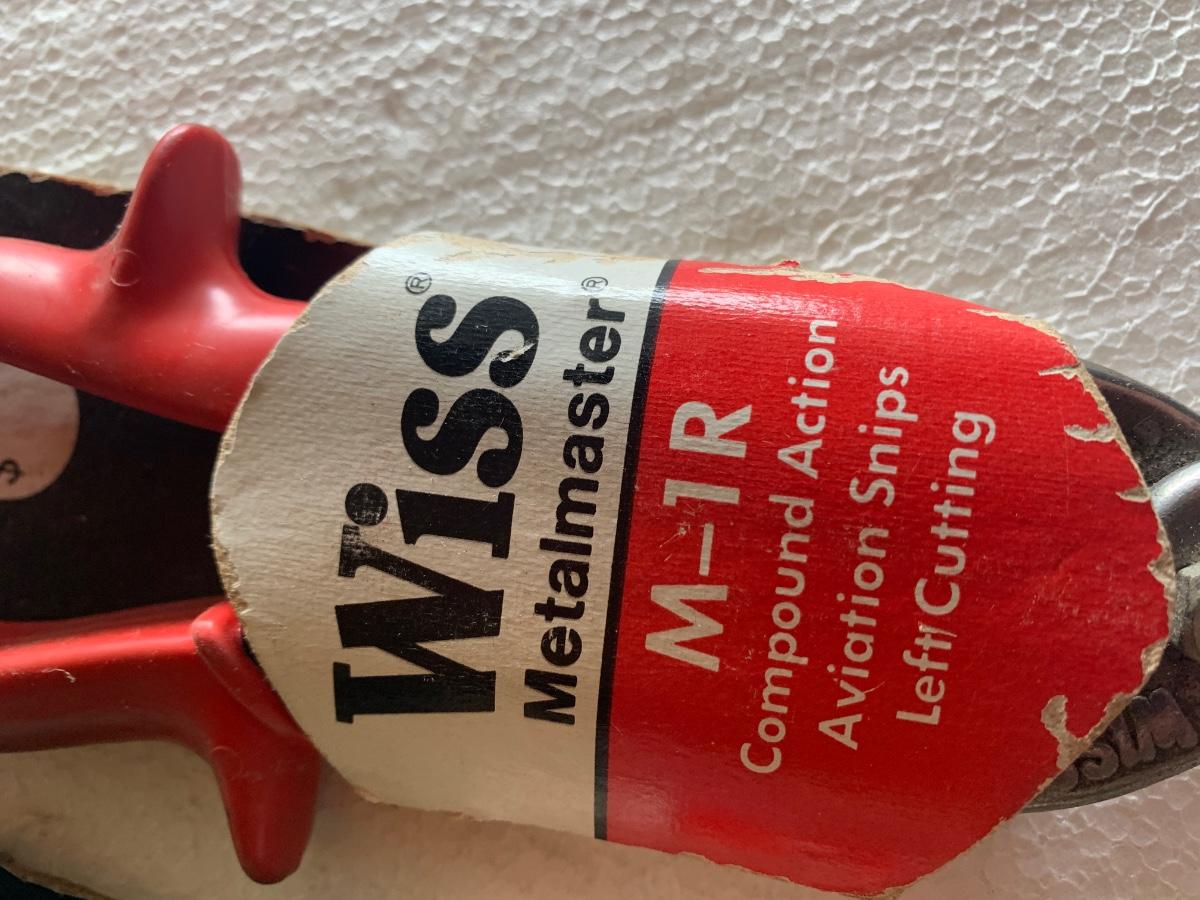 Wiss®
Metalmaster®
M-1R
Compound Action
Aviation Snips
Left Cutting